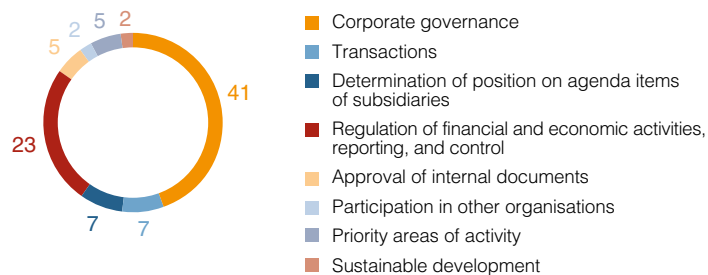 5
2
5
2
41
23
7
7
Corporate governance
Transactions
Determination of position on agenda items
of subsidiaries
Regulation of financial and economic activities,
reporting, and control
Approval of internal documents
Participation in other organisations
Priority areas of activity
Sustainable development